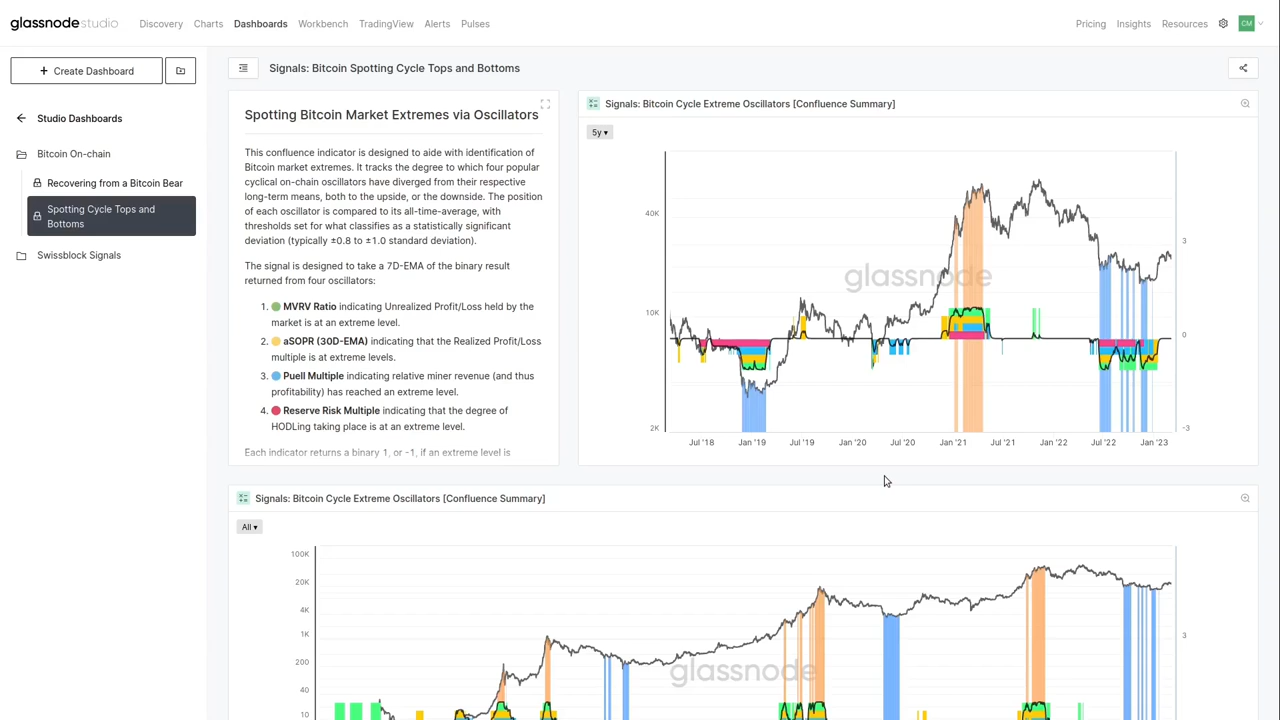 glassnode studio Discovery Charts Dashboards Workbench TradingView Alerts Pulses Pricing Insights Resources CM
+ Create Dashboard
Signals: Bitcoin Spotting Cycle Tops and Bottoms
Studio Dashboards
Bitcoin On-chain
Recovering from a Bitcoin Bear
Spotting Cycle Tops and
Bottoms
Swissblock Signals
Spotting Bitcoin Market Extremes via Oscillators
This confluence indicator is designed to aide with identification of
Bitcoin market extremes. It tracks the degree to which four popular
cyclical on-chain oscillators have diverged from their respective
long-term means, both to the upside, or the downside. The position
of each oscillator is compared to its all-time-average, with
thresholds set for what classifies as a statistically significant
deviation (typically ±0.8 to ±1.0 standard deviation).
The signal is designed to take a 7D-EMA of the binary result
returned from four oscillators:
1. MVRV Ratio indicating Unrealized Profit/Loss held by the
market is at an extreme level.
2. aSOPR (30D-EMA) indicating that the Realized Profit/Loss
multiple is at extreme levels.
3. Puell Multiple indicating relative miner revenue (and thus
profitability) has reached an extreme level.
4. Reserve Risk Multiple indicating that the degree of
HODLing taking place is at an extreme level.
Each indicator returns a binary 1, or -1, if an extreme level is
Signals: Bitcoin Cycle Extreme Oscillators [Confluence Summary]
5y ▾
40K
3
glassnode
10K
0
2K
-3
Jul '18 Jan '19 Jul '19 Jan '20 Jul '20 Jan '21 Jul '21 Jan '22 Jul '22 Jan '23
Signals: Bitcoin Cycle Extreme Oscillators [Confluence Summary]
All ▾
100K
20K
4K
1K
3
200
glassnode
40
10